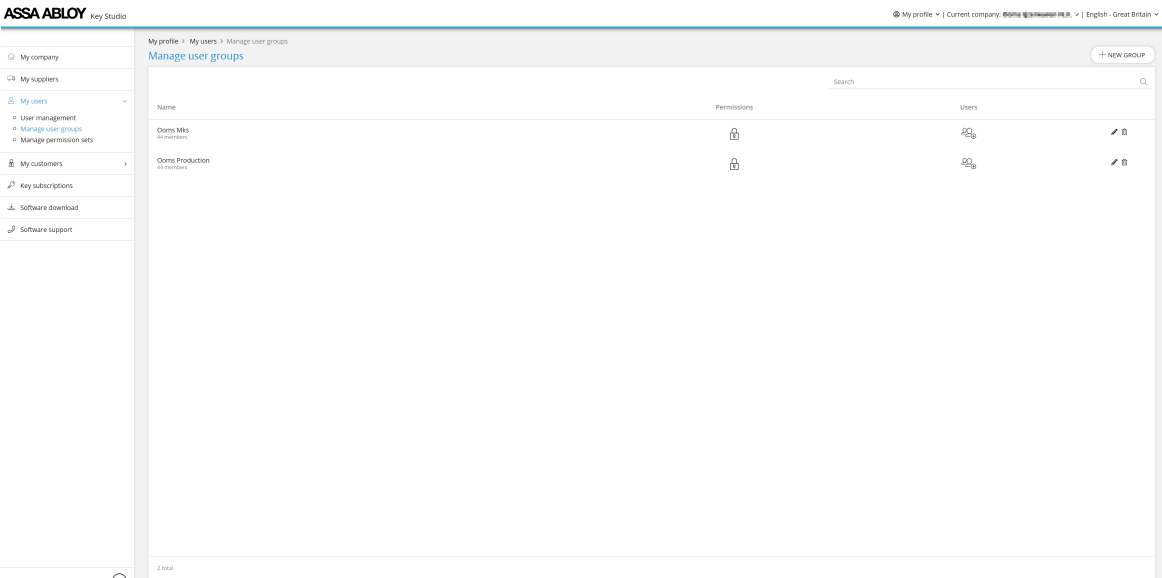 ASSA ABLOY Key Studio
My profile | Current company: | English - Great Britain
My company
My suppliers
My users
User management
Manage user groups
Manage permission sets
My customers
Key subscriptions
Software download
Software support
My profile > My users > Manage user groups
Manage user groups
+ NEW GROUP
Search
Name Permissions Users
Ooms Mks
44 members
Ooms Production
44 members
2 total